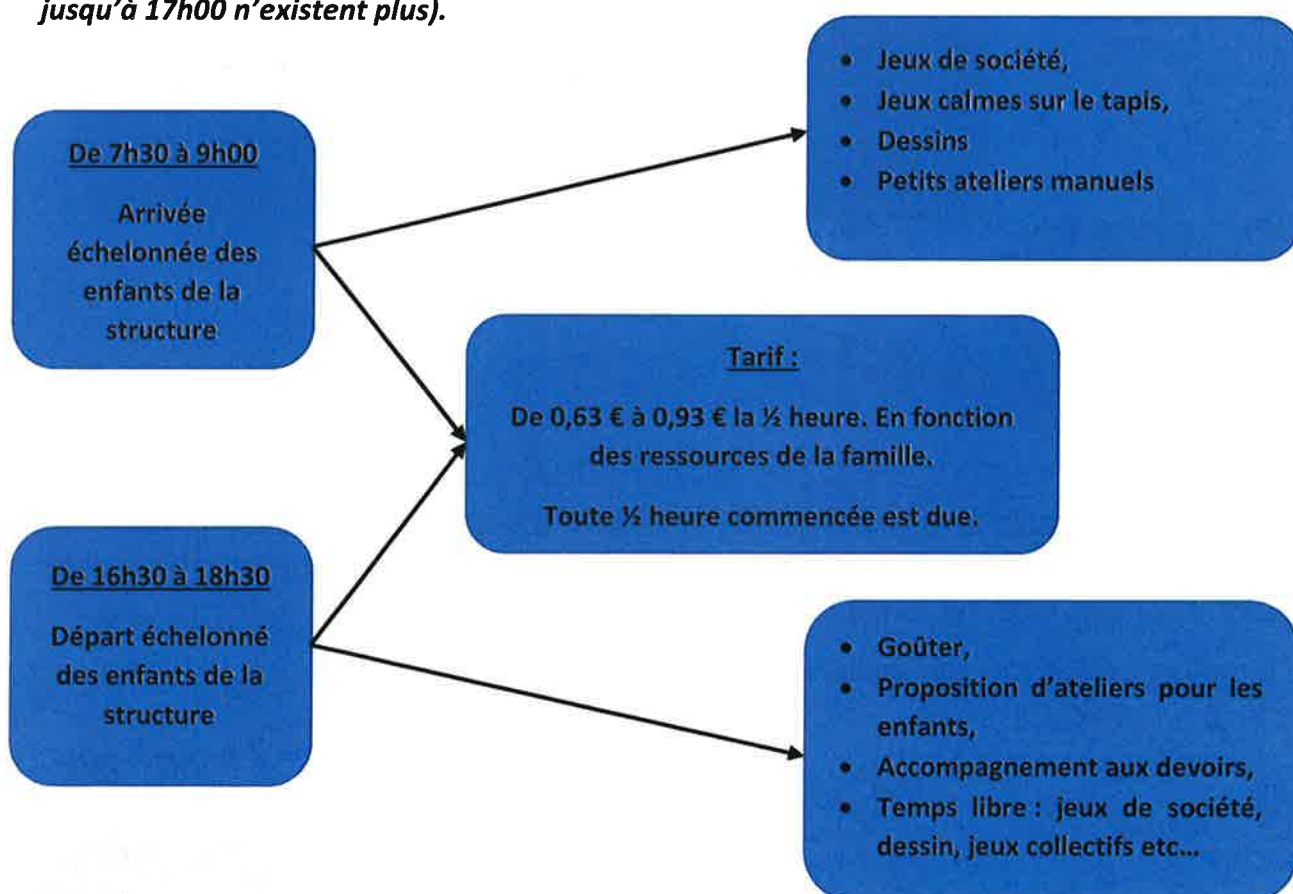 jusqu’à 17h00 n’existent plus).
De 7h30 à 9h00
Arrivée
échelonnée des
enfants de la
structure
• Jeux de société,
• Jeux calmes sur le tapis,
• Dessins
• Petits ateliers manuels
Tarif :
De 0,63 € à 0,93 € la ½ heure. En fonction
des ressources de la famille.
Toute ½ heure commencée est due.
De 16h30 à 18h30
Départ échelonné
des enfants de la
structure
• Goûter,
• Proposition d’ateliers pour les
enfants,
• Accompagnement aux devoirs,
• Temps libre : jeux de société,
dessin, jeux collectifs etc…